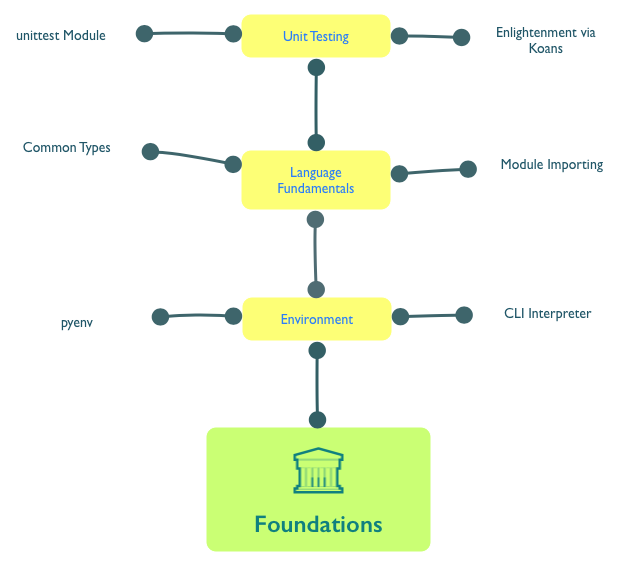 unittest Module
Unit Testing
Enlightenment via
Koans
Common Types
Language
Fundamentals
Module Importing
pyenv
Environment
CLI Interpreter
Foundations